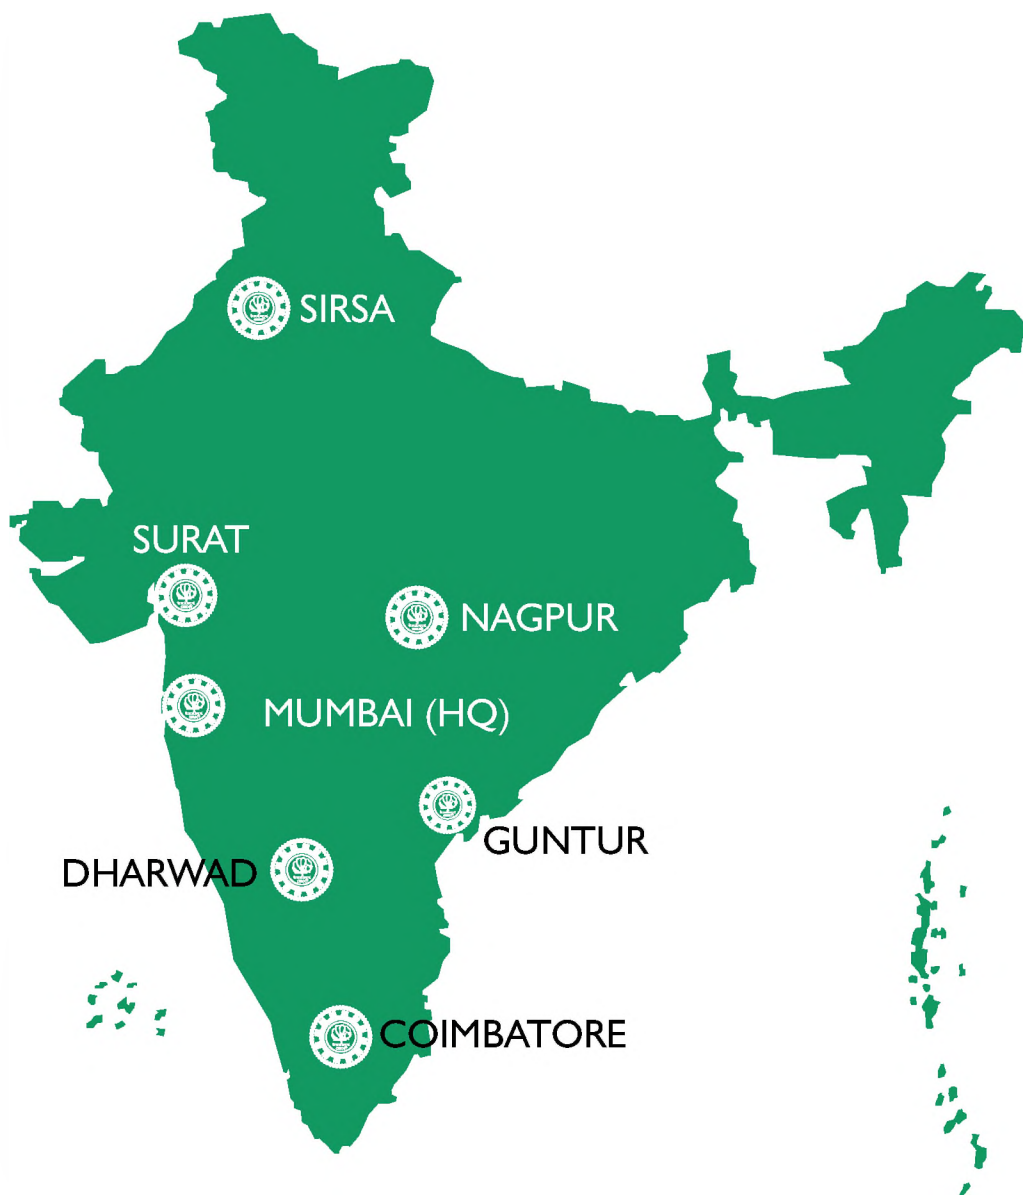 SIRSA
SURAT
NAGPUR
MUMBAI (HQ)
GUNTUR
DHARWAD
COIMBATORE